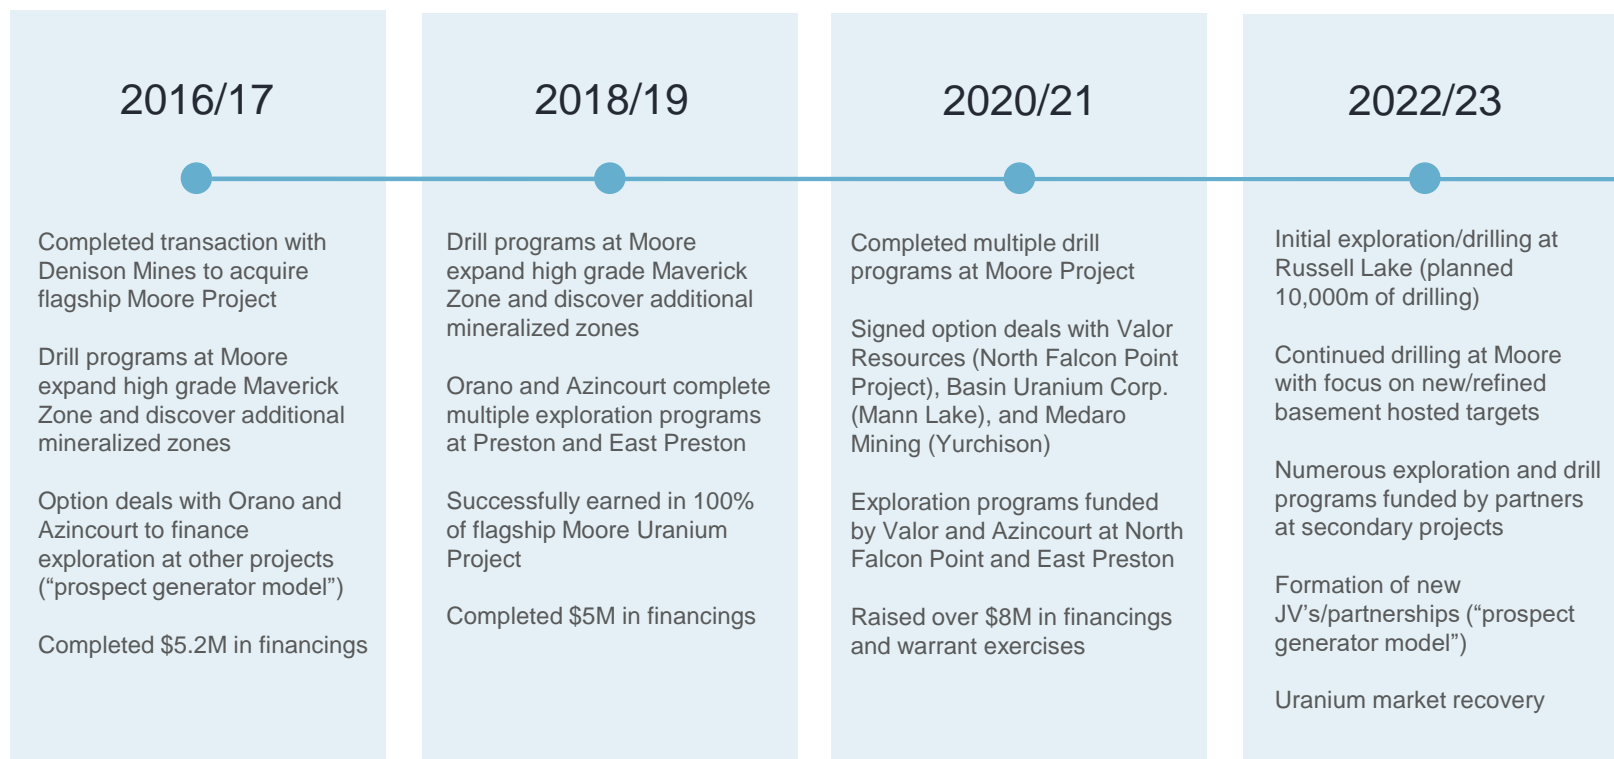 2016/17
Completed transaction with
Denison Mines to acquire
flagship Moore Project
Drill programs at Moore
expand high grade Maverick
Zone and discover additional
mineralized zones
Option deals with Orano and
Azincourt to finance
exploration at other projects
(“prospect generator model”)
Completed $5.2M in financings
2018/19
Drill programs at Moore
expand high grade Maverick
Zone and discover additional
mineralized zones
Orano and Azincourt complete
multiple exploration programs
at Preston and East Preston
Successfully earned in 100%
of flagship Moore Uranium
Project
Completed $5M in financings
2020/21
Completed multiple drill
programs at Moore Project
Signed option deals with Valor
Resources (North Falcon Point
Project), Basin Uranium Corp.
(Mann Lake), and Medaro
Mining (Yurchison)
Exploration programs funded
by Valor and Azincourt at North
Falcon Point and East Preston
Raised over $8M in financings
and warrant exercises
2022/23
Initial exploration/drilling at
Russell Lake (planned
10,000m of drilling)
Continued drilling at Moore
with focus on new/refined
basement hosted targets
Numerous exploration and drill
programs funded by partners
at secondary projects
Formation of new
JV’s/partnerships (“prospect
generator model”)
Uranium market recovery